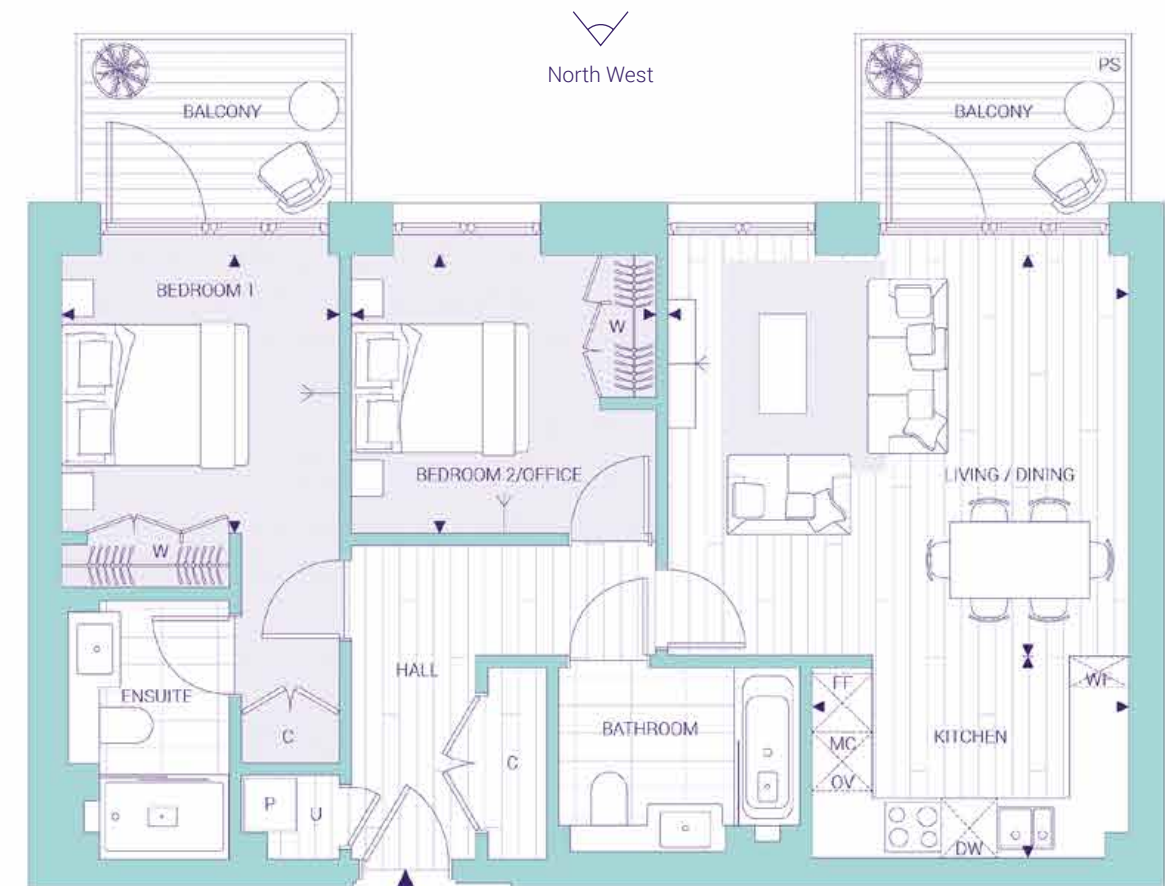 North West
BALCONY
PS
BALCONY
BEDROOM 1
W
BEDROOM 2/OFFICE
LIVING / DINING
W
HALL
ENSUITE
C
C
BATHROOM
FF
MC
OV
KITCHEN
WF
P
U
DW